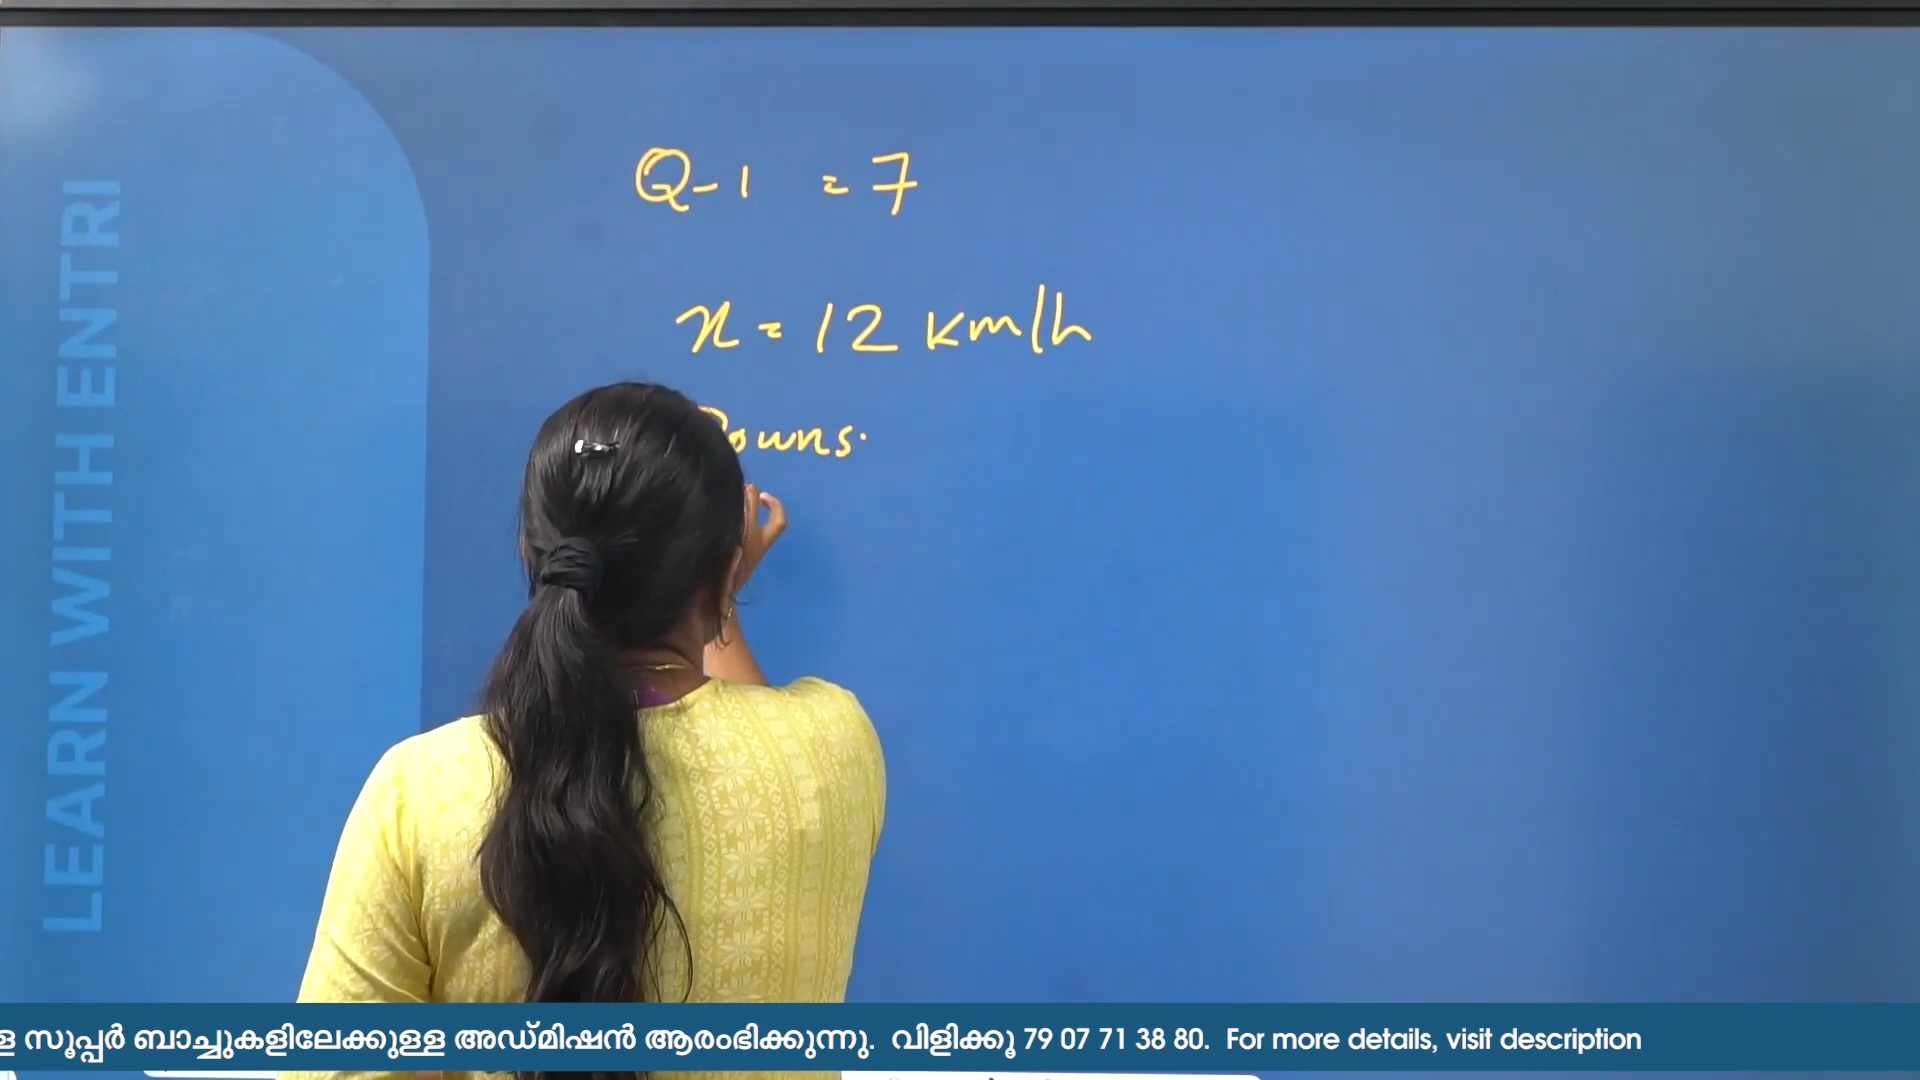 LEARN WITH ENTRI
Q-1 = 7
x = 12 km/h
Downs.
സൂപ്പർ ബാച്ചുകളിലേക്കുള്ള അഡ്മിഷൻ ആരംഭിക്കുന്നു. വിളിക്കൂ 79 07 71 38 80. For more details, visit description